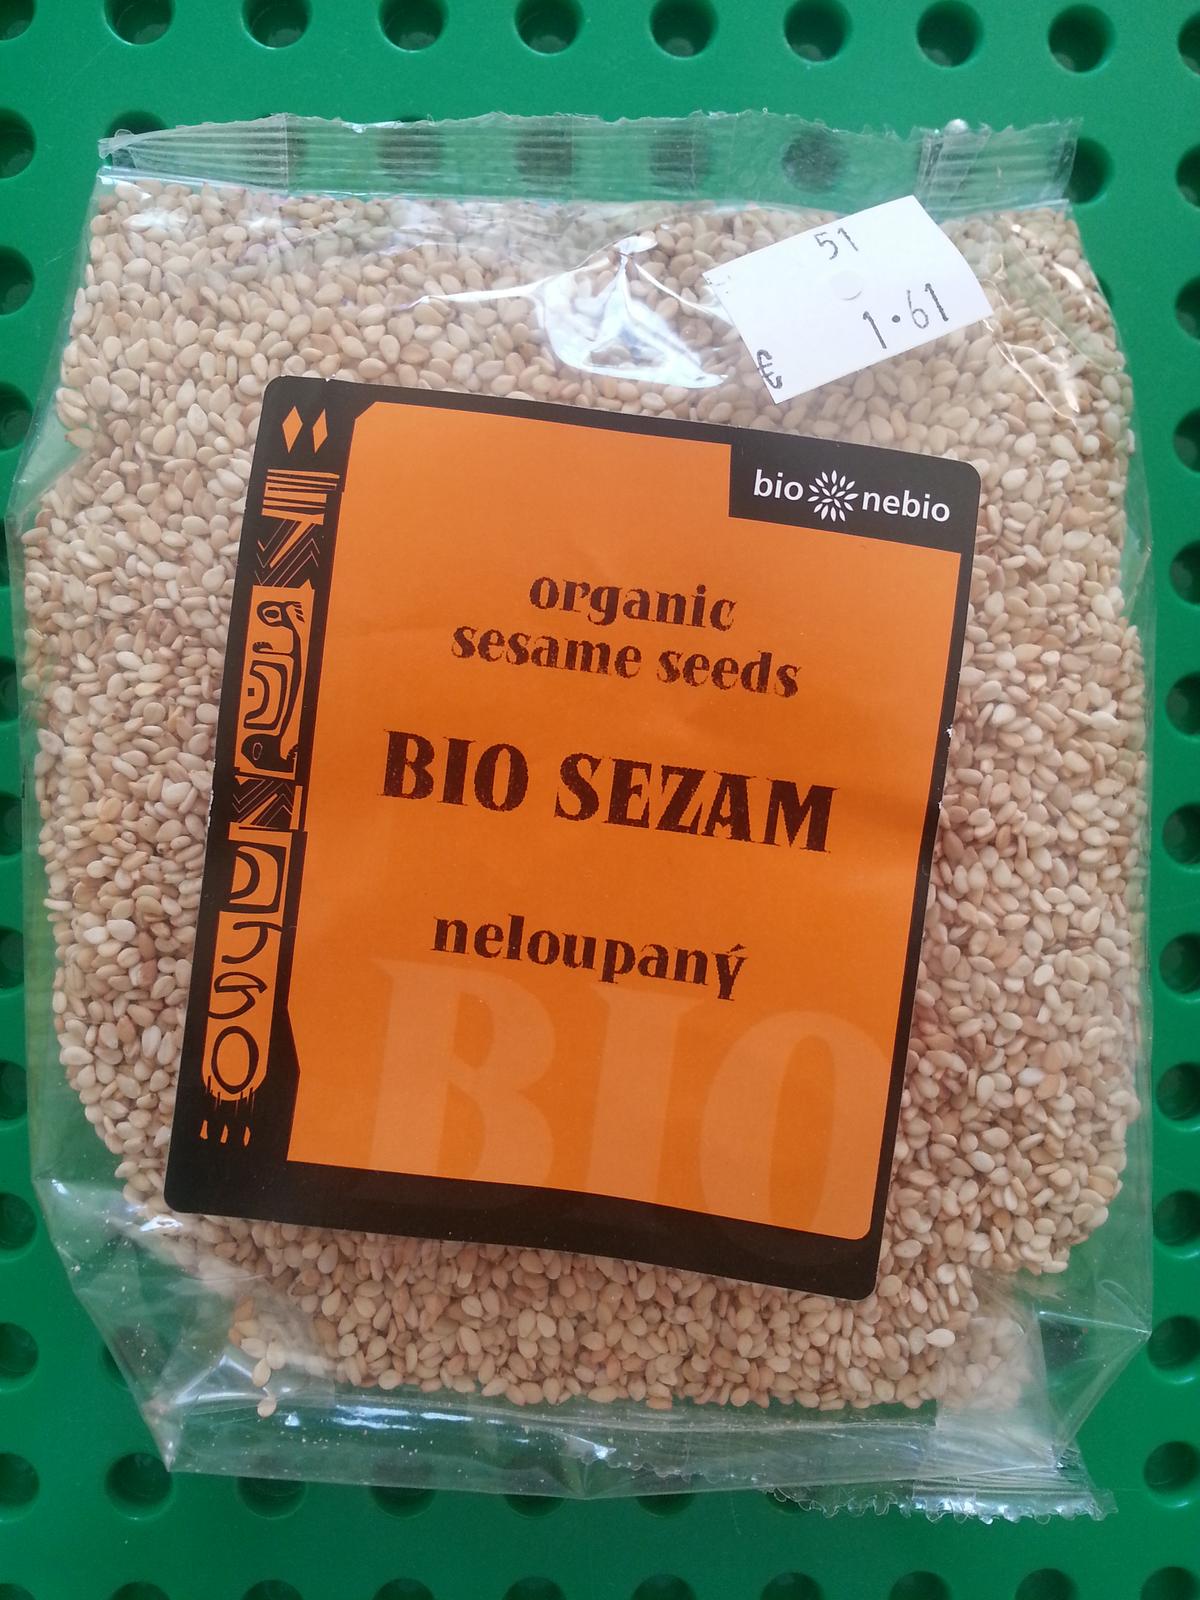 51
1.61
€
bio nebio
organic
sesame seeds
BIO SEZAM
neloupaný
BIO